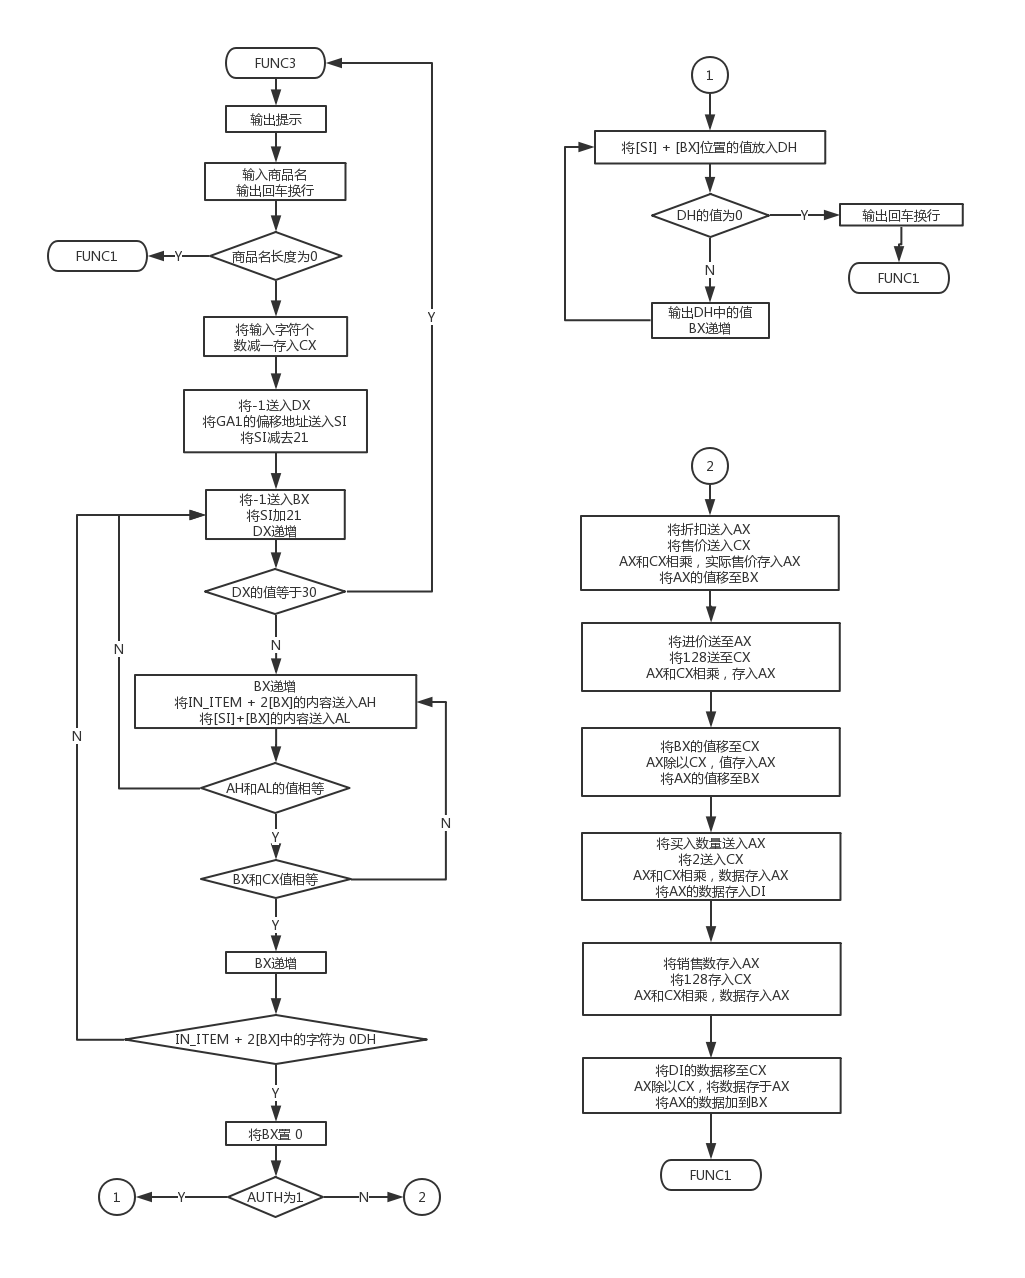 FUNC3
输出提示
输入商品名
输出回车换行
商品名长度为0
Y
FUNC1
将输入字符个
数减一存入CX
将-1送入DX
将GA1的偏移地址送入SI
将SI减去21
将-1送入BX
将SI加21
DX递增
DX的值等于30
Y
N
BX递增
将IN_ITEM + 2[BX]的内容送入AH
将[SI]+[BX]的内容送入AL
AH和AL的值相等
N
Y
BX和CX值相等
N
Y
BX递增
IN_ITEM + 2[BX]中的字符为 0DH
N
Y
将BX置 0
AUTH为1
Y
1
N
2
1
将[SI] + [BX]位置的值放入DH
DH的值为0
Y
输出回车换行
FUNC1
N
输出DH中的值
BX递增
2
将折扣送入AX
将售价送入CX
AX和CX相乘，实际售价存入AX
将AX的值移至BX
将进价送至AX
将128送至CX
AX和CX相乘，存入AX
将BX的值移至CX
AX除以CX，值存入AX
将AX的值移至BX
将买入数量送入AX
将2送入CX
AX和CX相乘，数据存入AX
将AX的数据存入DI
将销售数存入AX
将128存入CX
AX和CX相乘，数据存入AX
将DI的数据移至CX
AX除以CX，将数据存于AX
将AX的数据加到BX
FUNC1